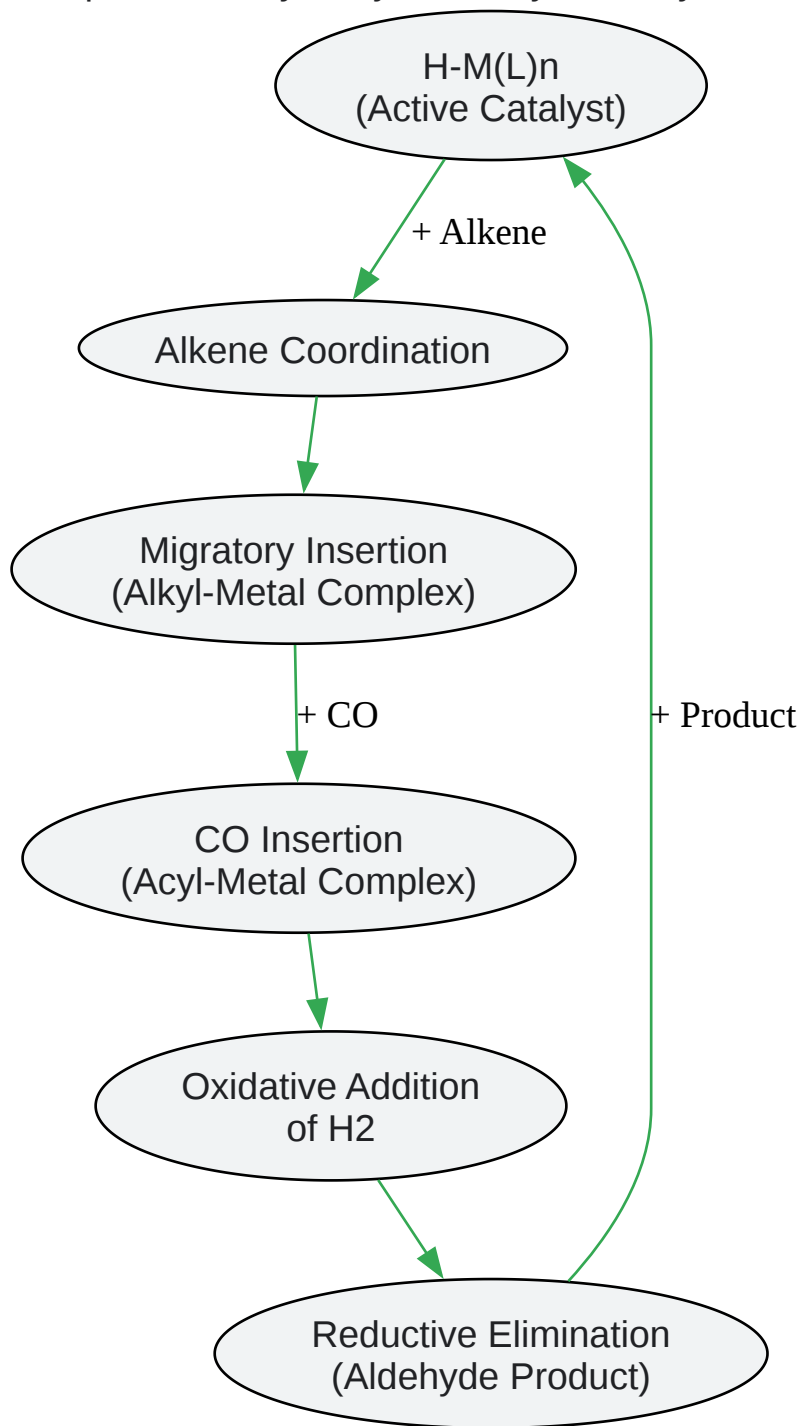 H-M(L)n
(Active Catalyst)
+ Alkene
Alkene Coordination
Migratory Insertion
(Alkyl-Metal Complex)
+ CO
+ Product
CO Insertion
(Acyl-Metal Complex)
Oxidative Addition
of H2
Reductive Elimination
(Aldehyde Product)